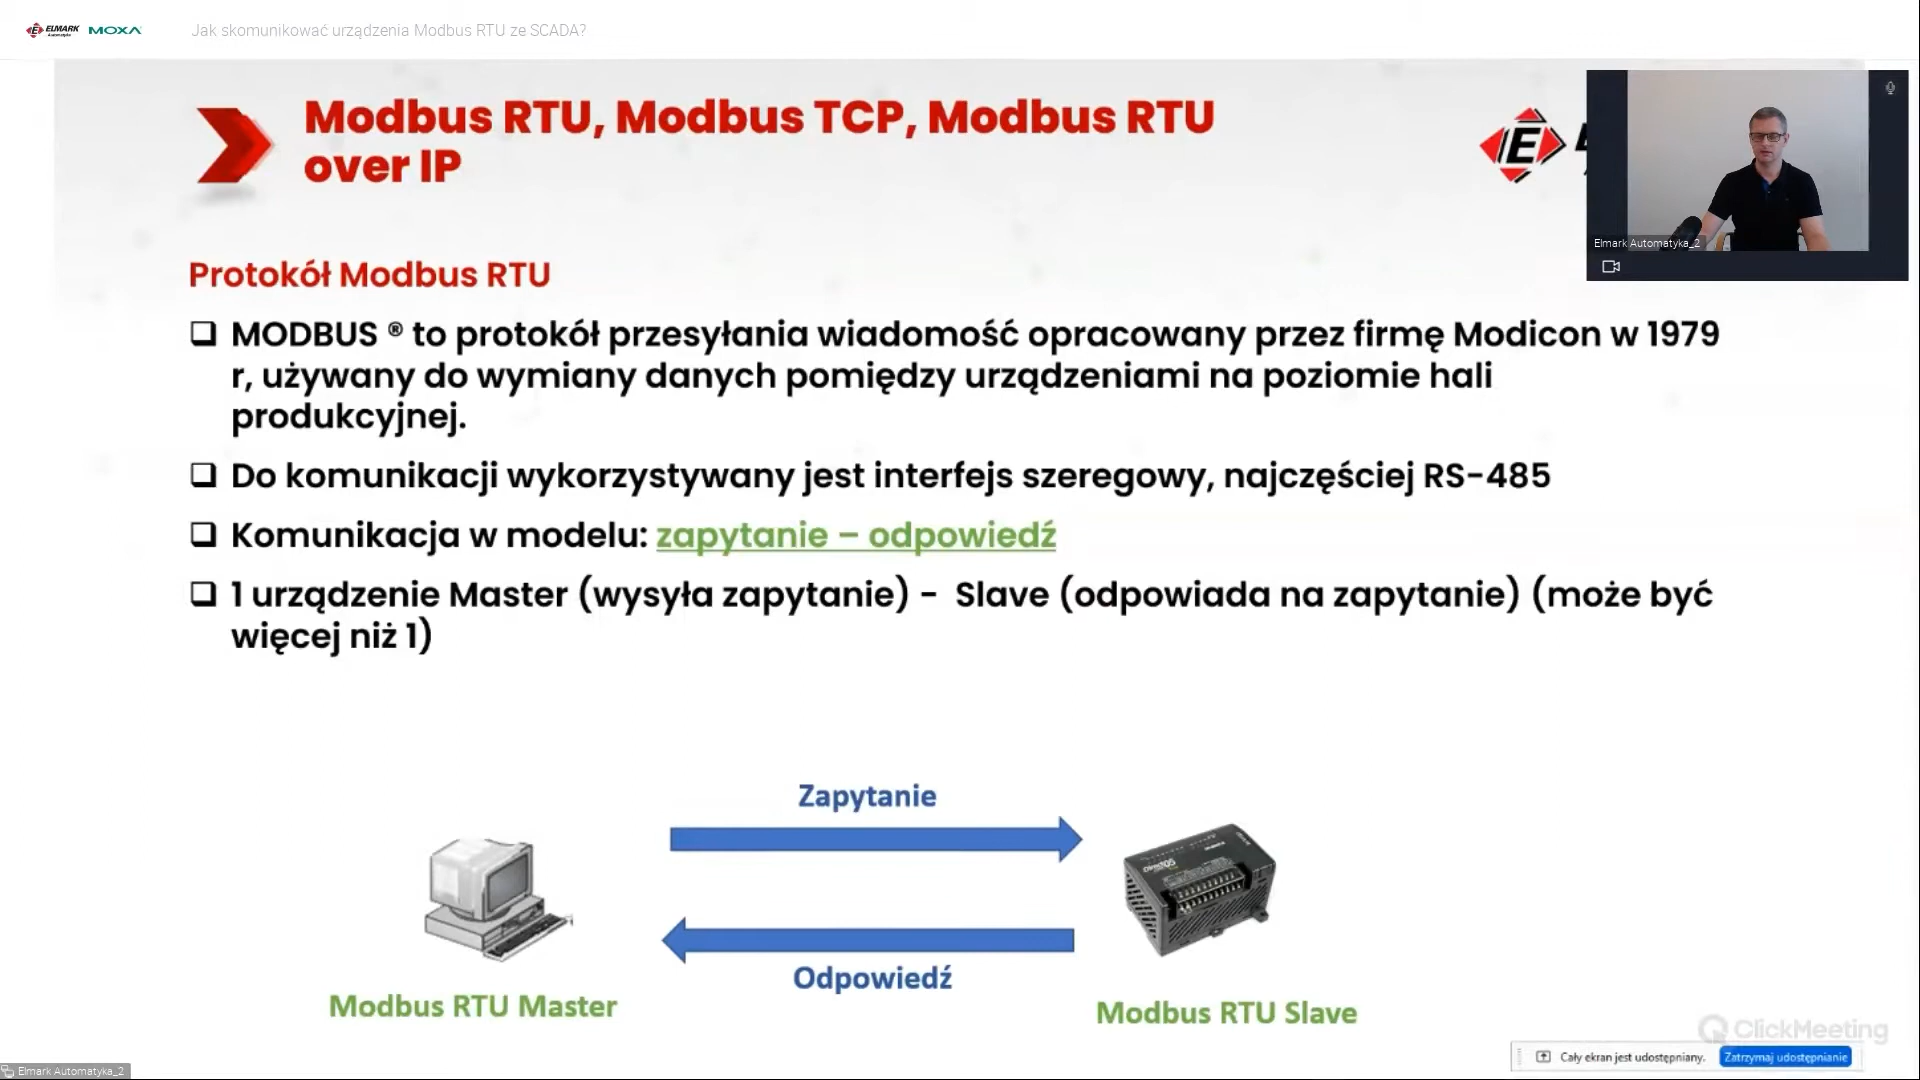 ELMARK
Automatyka
MOXA
Jak skomunikować urządzenia Modbus RTU ze SCADA?
Modbus RTU, Modbus TCP, Modbus RTU
over IP
E
Elmark Automatyka_2
Protokół Modbus RTU
MODBUS ® to protokół przesyłania wiadomość opracowany przez firmę Modicon w 1979
r, używany do wymiany danych pomiędzy urządzeniami na poziomie hali
produkcyjnej.
Do komunikacji wykorzystywany jest interfejs szeregowy, najczęściej RS-485
Komunikacja w modelu: zapytanie – odpowiedź
1 urządzenie Master (wysyła zapytanie) - Slave (odpowiada na zapytanie) (może być
więcej niż 1)
Zapytanie
Odpowiedź
Modbus RTU Master
Modbus RTU Slave
ClickMeeting
Cały ekran jest udostępniany.
Zatrzymaj udostępnianie
Elmark Automatyka_2